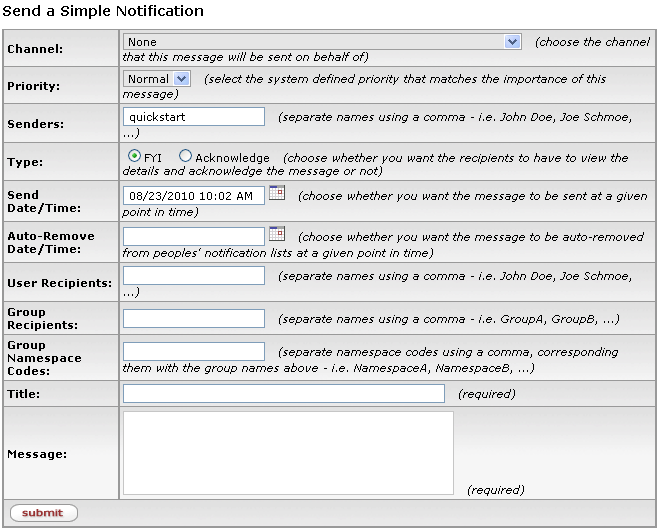 Send a Simple Notification
Channel: None (choose the channel
that this message will be sent on behalf of)
Priority: Normal (select the system defined priority that matches the importance of this
message)
Senders: quickstart (separate names using a comma - i.e. John Doe, Joe Schmoe,
...)
Type: FYI Acknowledge (choose whether you want the recipients to have to view the
details and acknowledge the message or not)
Send
Date/Time: 08/23/2010 10:02 AM (choose whether you want the message to be sent at a given
point in time)
Auto-Remove
Date/Time: (choose whether you want the message to be auto-removed
from peoples' notification lists at a given point in time)
User Recipients: (separate names using a comma - i.e. John Doe, Joe Schmoe,
...)
Group
Recipients: (separate names using a comma - i.e. GroupA, GroupB, ...)
Group
Namespace
Codes: (separate namespace codes using a comma, corresponding
them with the group names above - i.e. NamespaceA, NamespaceB, ...)
Title: (required)
Message: (required)
submit